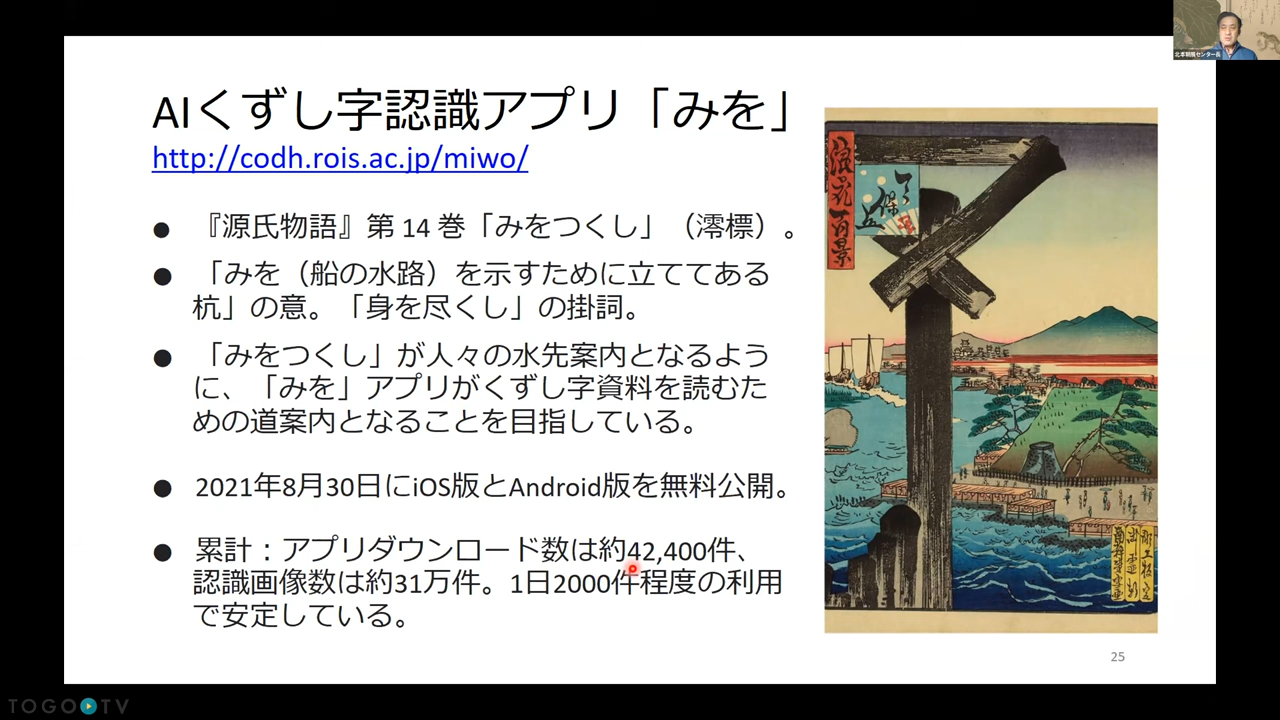 AIくずし字認識アプリ「みを」
http://codh.rois.ac.jp/miwo/
● 『源氏物語』第 14 巻「みをつくし」（澪標）。
● 「みを（船の水路）を示すために立ててある
杭」の意。「身を尽くし」の掛詞。
● 「みをつくし」が人々の水先案内となるよう
に、「みを」アプリがくずし字資料を読むた
めの道案内となることを目指している。
● 2021年8月30日にiOS版とAndroid版を無料公開。
● 累計：アプリダウンロード数は約42,400件、
認識画像数は約31万件。1日2000件程度の利用
で安定している。
浪花百景
25
TOGO TV